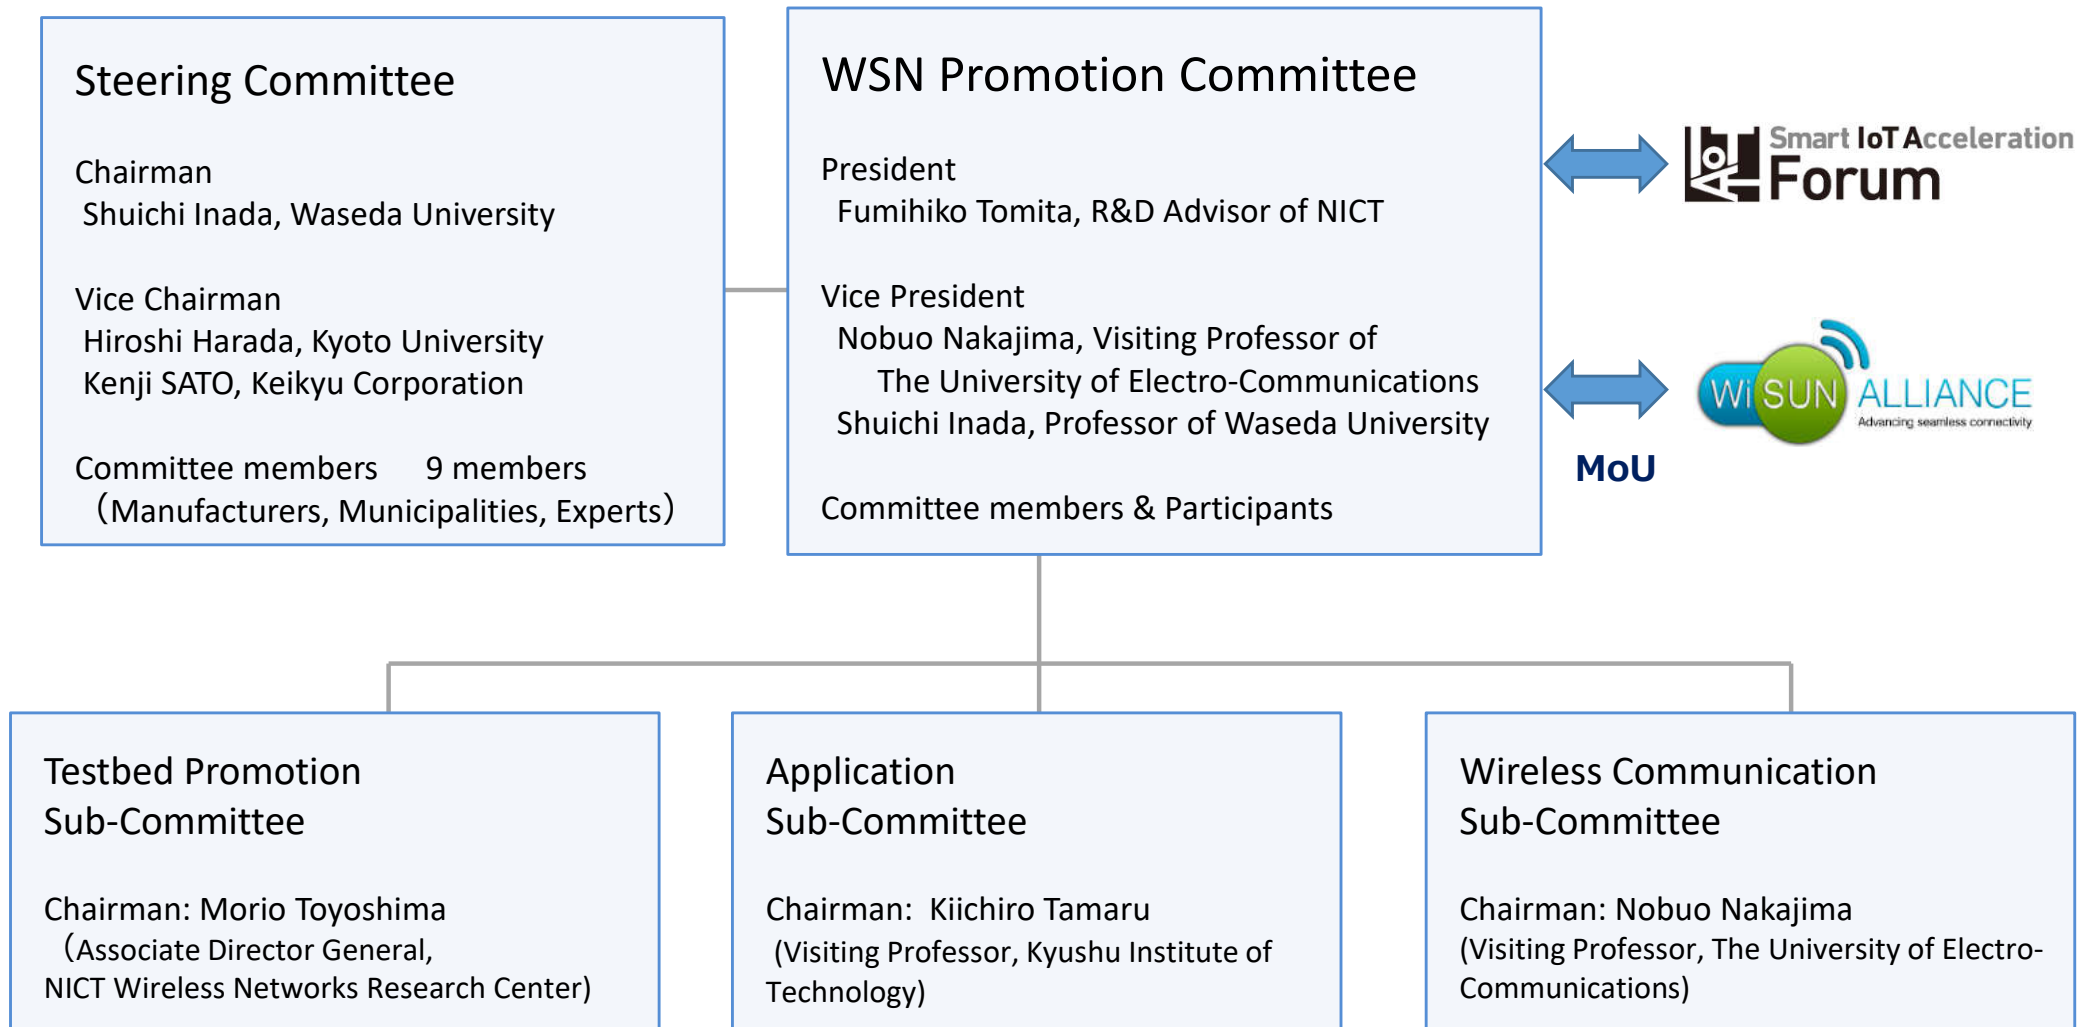 Steering Committee
Chairman
Shuichi Inada, Waseda University
Vice Chairman
Hiroshi Harada, Kyoto University
Kenji SATO, Keikyu Corporation
Committee members 9 members
（Manufacturers, Municipalities, Experts）
WSN Promotion Committee
President
Fumihiko Tomita, R&D Advisor of NICT
Vice President
Nobuo Nakajima, Visiting Professor of
The University of Electro-Communications
Shuichi Inada, Professor of Waseda University
Committee members & Participants
IoT
Smart IoT Acceleration
Forum
Wi SUN ALLIANCE
Advancing seamless connectivity
MoU
Testbed Promotion
Sub-Committee
Chairman: Morio Toyoshima
（Associate Director General,
NICT Wireless Networks Research Center)
Application
Sub-Committee
Chairman: Kiichiro Tamaru
(Visiting Professor, Kyushu Institute of
Technology)
Wireless Communication
Sub-Committee
Chairman: Nobuo Nakajima
(Visiting Professor, The University of Electro-
Communications)